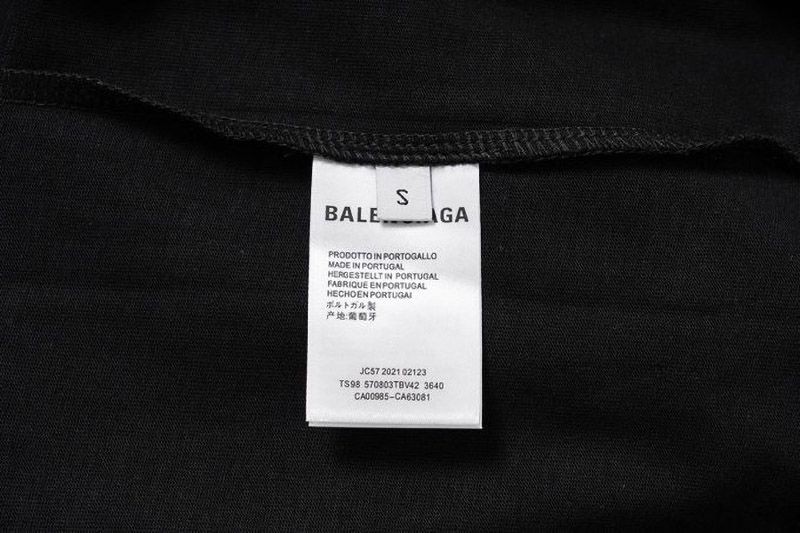 S
BALENCIAGA
PRODOTTO IN PORTOGALLO
MADE IN PORTUGAL
HERGESTELLT IN PORTUGAL
FABRIQUE EN PORTUGAL
HECHO EN PORTUGAI
ポルトガル製
产地:葡萄牙
JC57 2021 02123
TS98 570803TBV42 3640
CA00985-CA63081